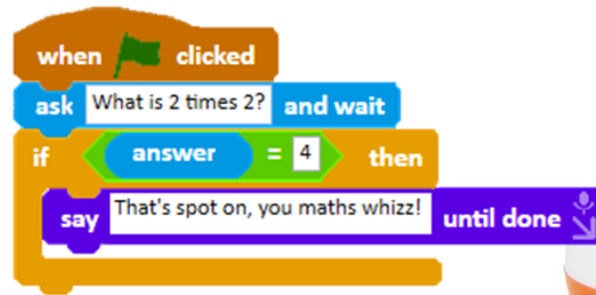 when clicked
ask What is 2 times 2? and wait
if answer = 4 then
say That's spot on, you maths whizz! until done